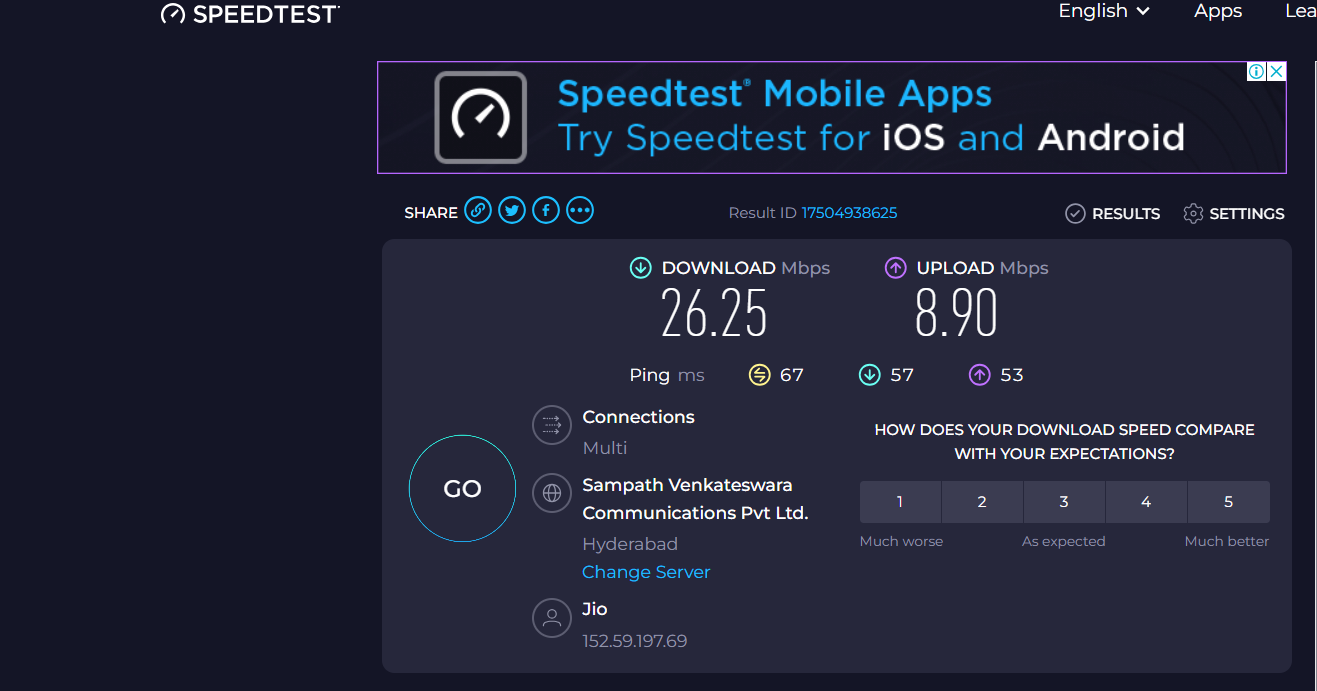 SPEEDTEST
English Apps Lea
Speedtest® Mobile Apps
Try Speedtest for iOS and Android
SHARE Result ID 17504938625 RESULTS SETTINGS
DOWNLOAD Mbps UPLOAD Mbps
26.25 8.90
Ping ms 67 57 53
Connections
Multi
HOW DOES YOUR DOWNLOAD SPEED COMPARE
WITH YOUR EXPECTATIONS?
GO
Sampath Venkateswara
Communications Pvt Ltd.
Hyderabad
Change Server
1 2 3 4 5
Much worse As expected Much better
Jio
152.59.197.69